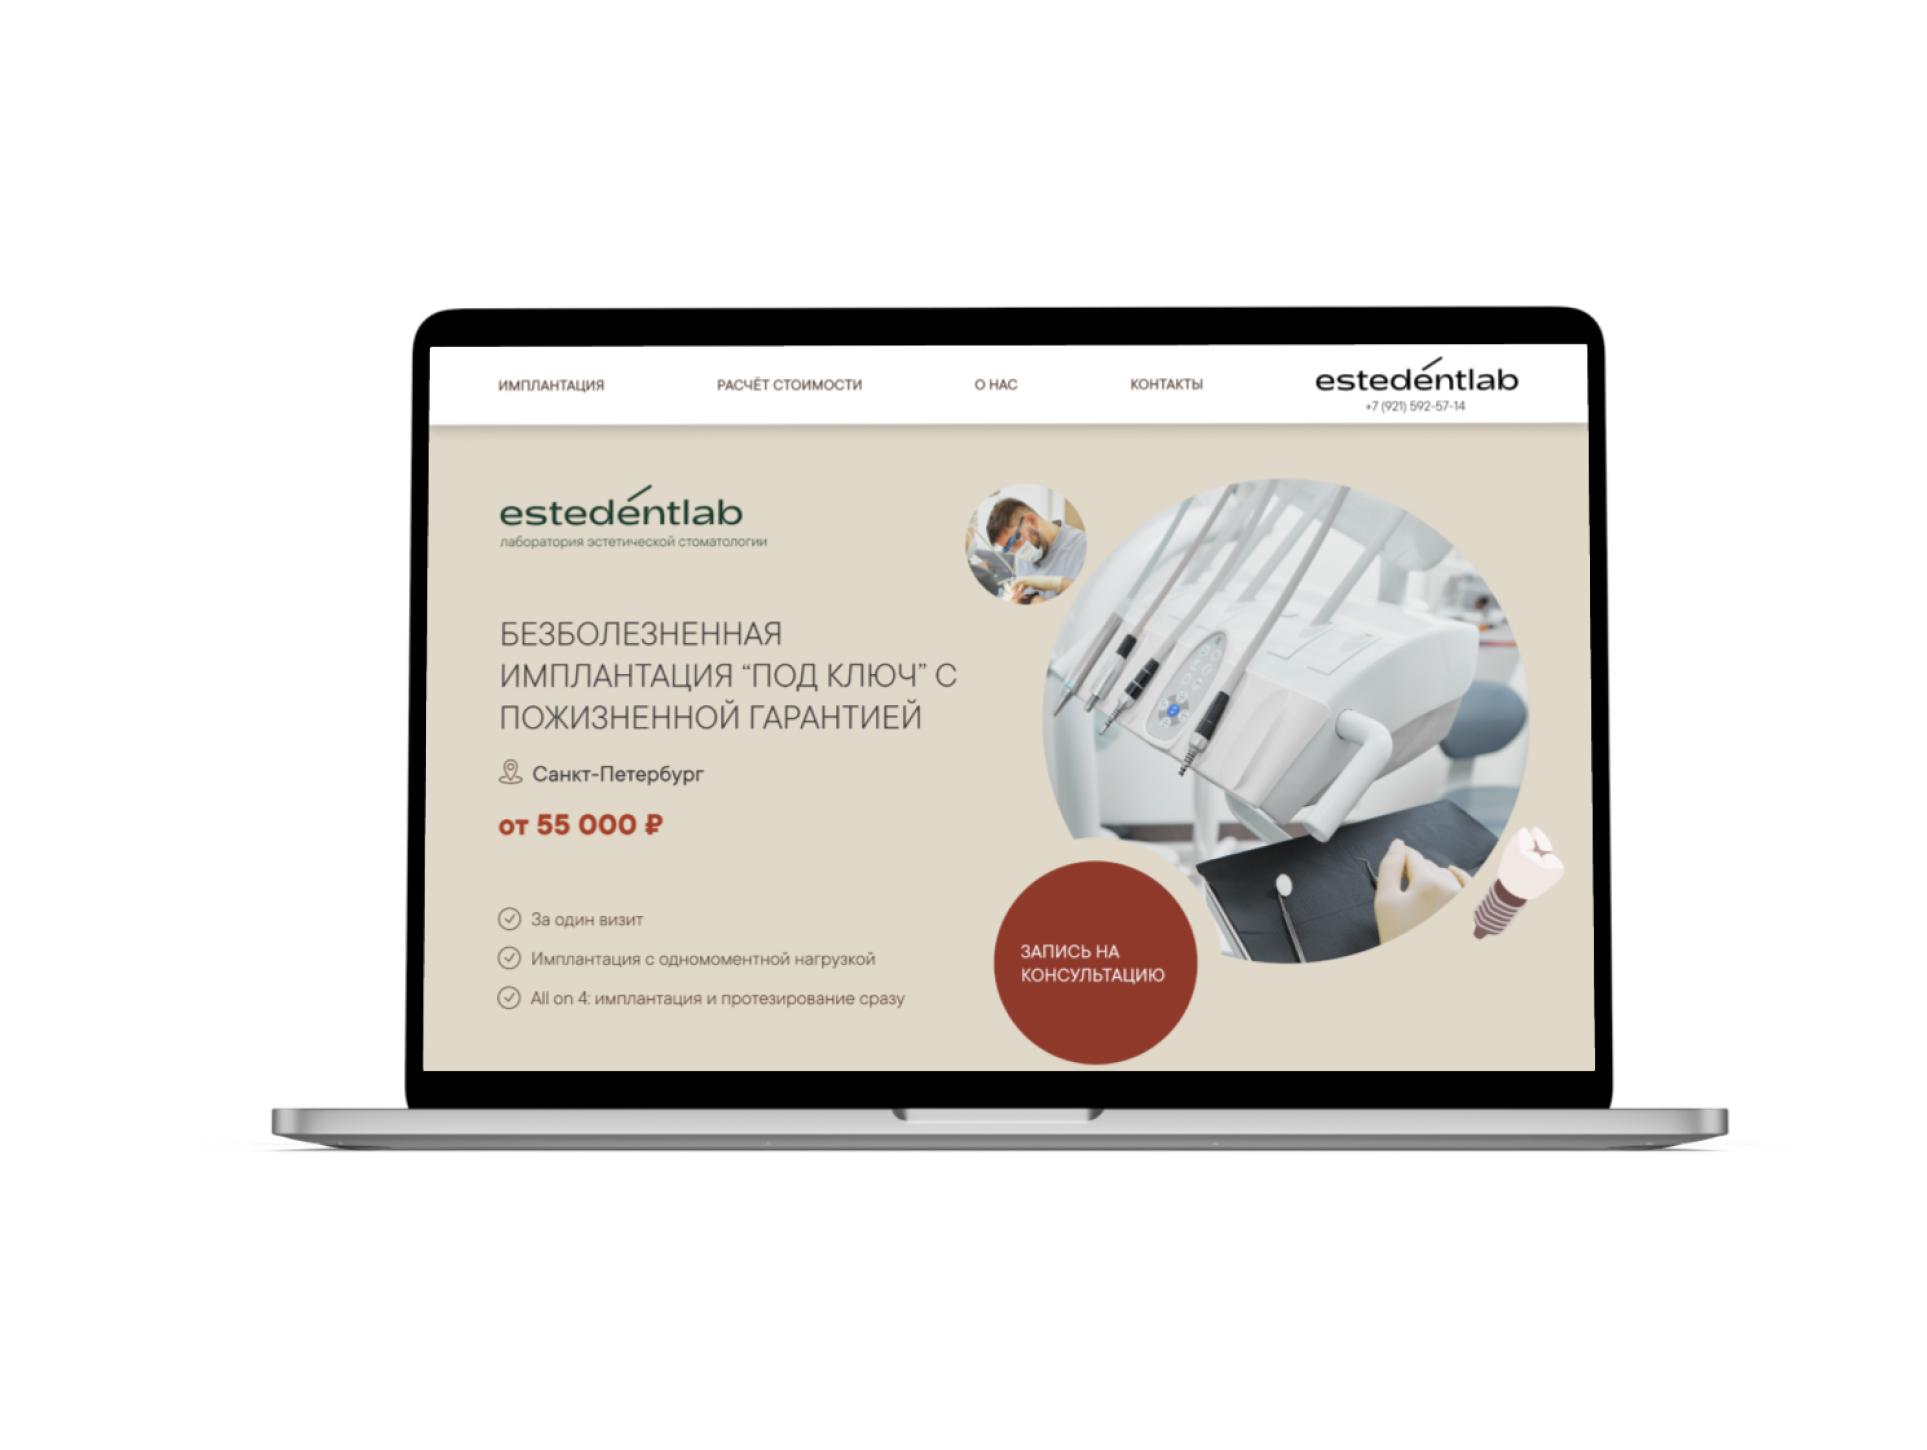 ИМПЛАНТАЦИЯ
РАСЧЁТ СТОИМОСТИ
О НАС
КОНТАКТЫ
estedéntlab
+7 (921) 592-57-14
estedéntlab
лаборатория эстетической стоматологии
БЕЗБОЛЕЗНЕННАЯ
ИМПЛАНТАЦИЯ “ПОД КЛЮЧ” С
ПОЖИЗНЕННОЙ ГАРАНТИЕЙ
Санкт-Петербург
от 55 000 ₽
За один визит
Имплантация с одномоментной нагрузкой
All on 4: имплантация и протезирование сразу
ЗАПИСЬ НА
КОНСУЛЬТАЦИЮ